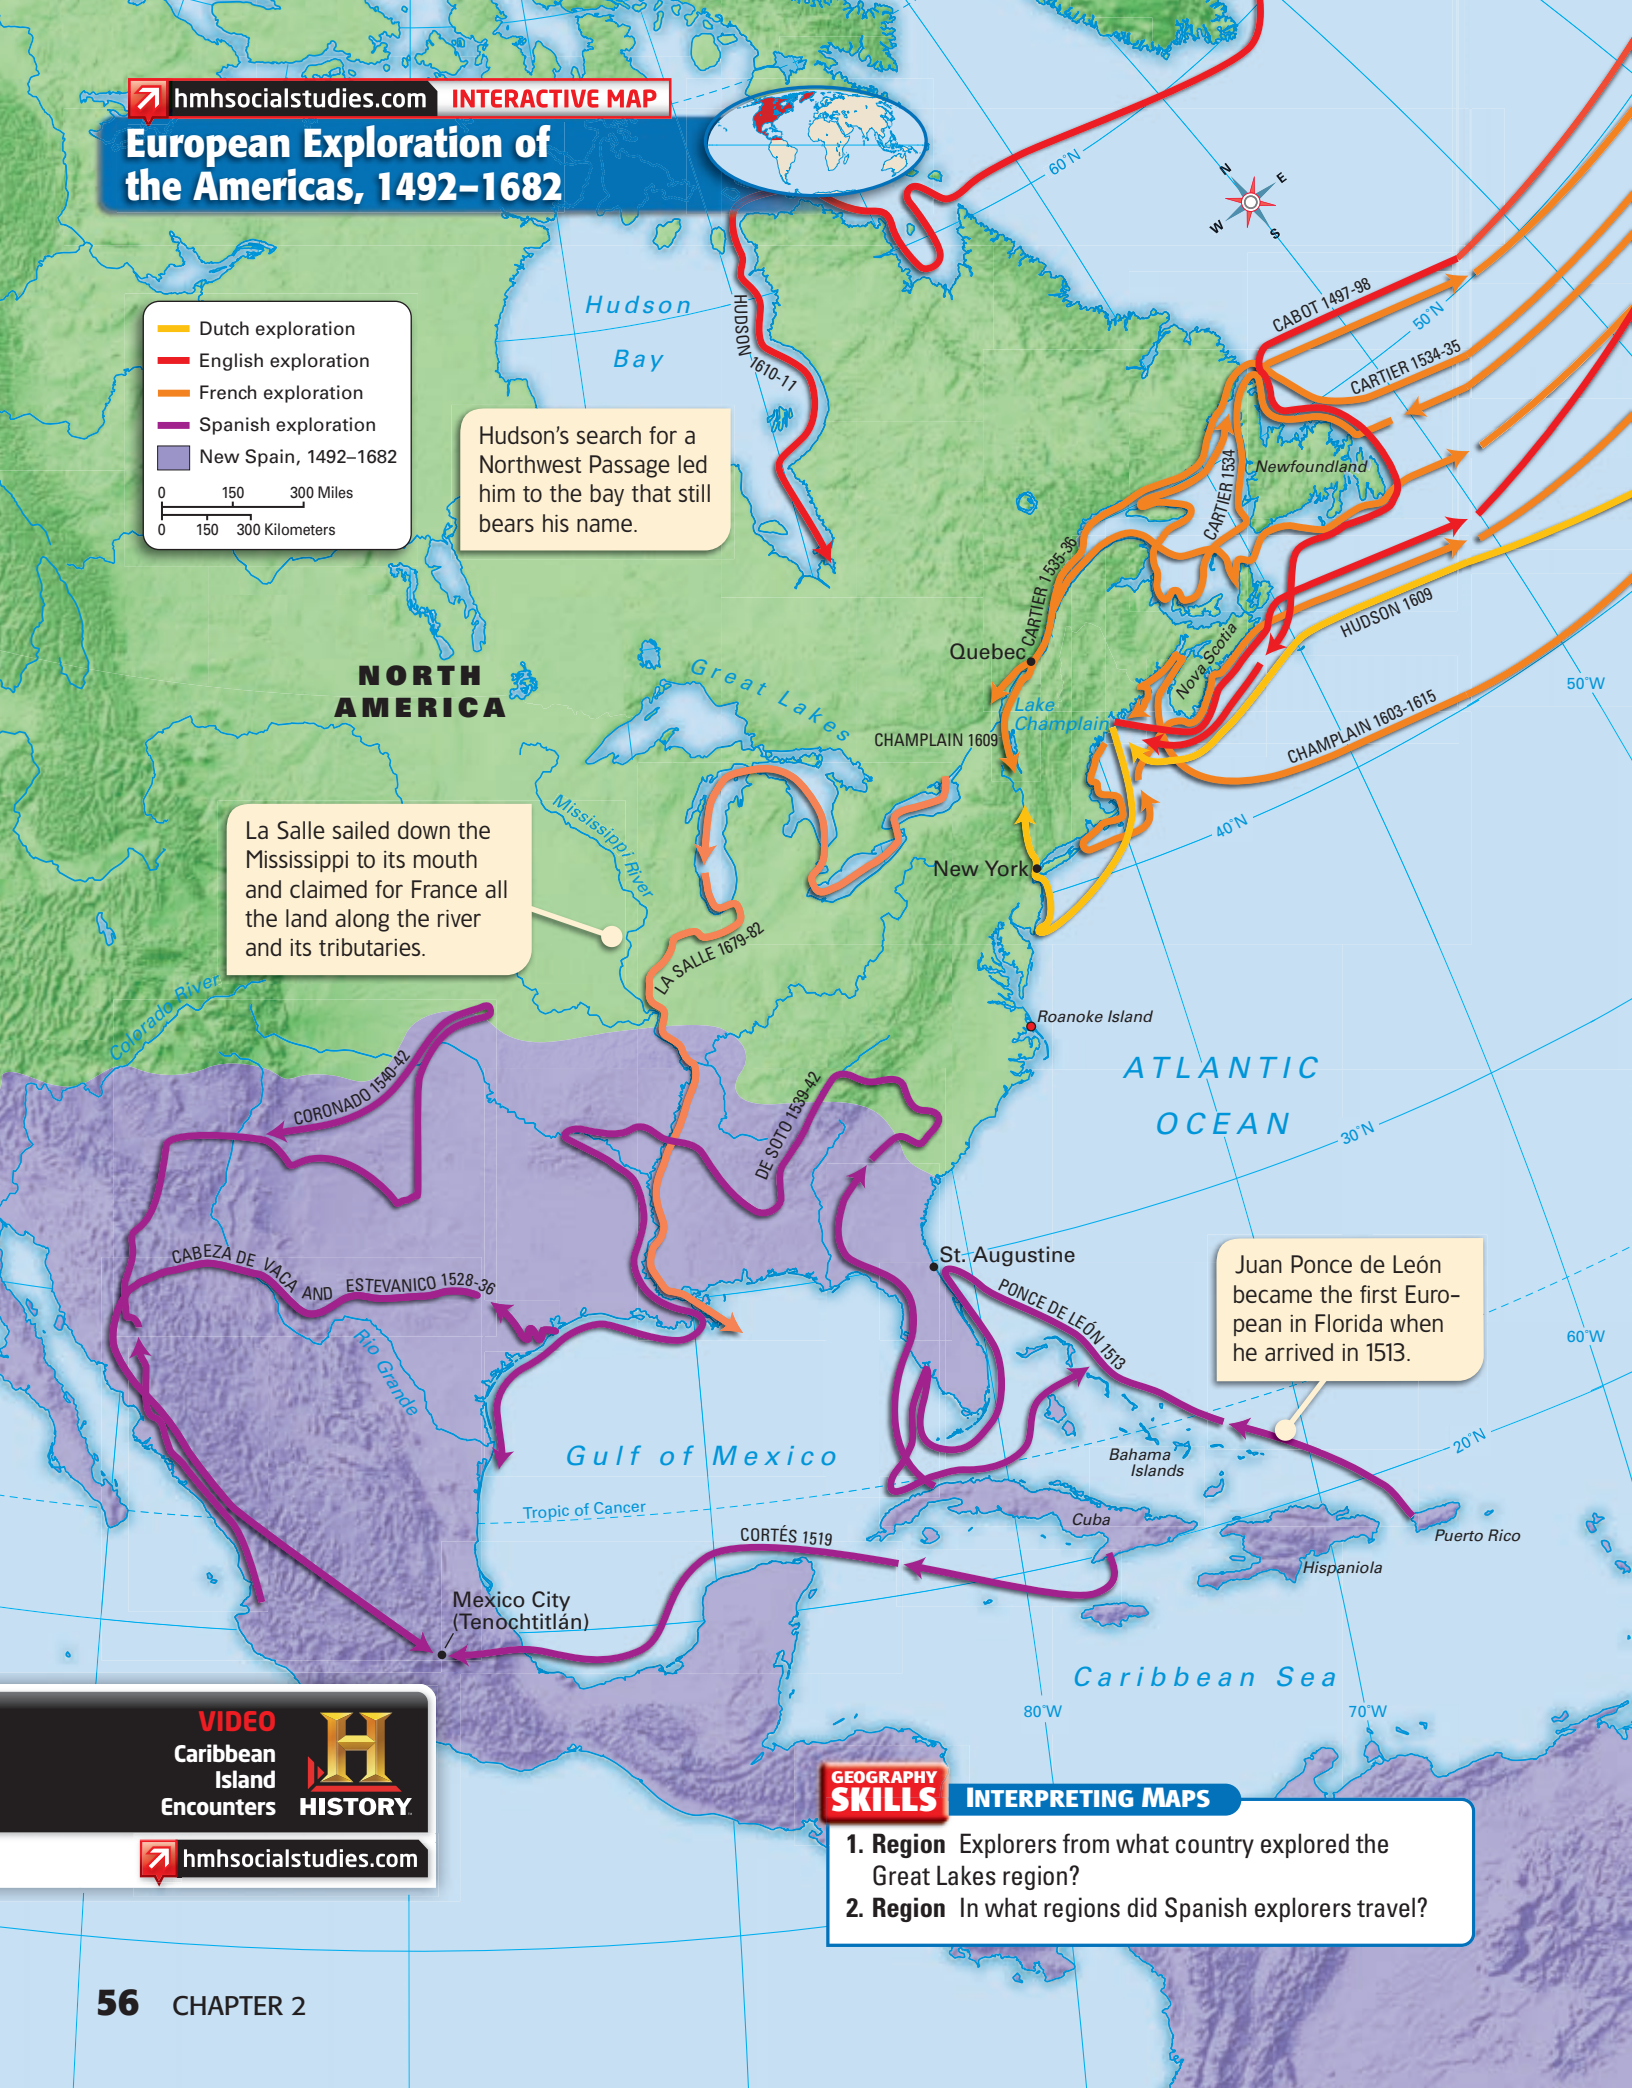 hmhsocialstudies.com INTERACTIVE MAP
European Exploration of
the Americas, 1492–1682
60°N
N
E
W
S
Hudson
Bay
HUDSON 1610-11
CABOT 1497-98
50°N
CARTIER 1534-35
Dutch exploration
English exploration
French exploration
Spanish exploration
New Spain, 1492–1682
0 150 300 Miles
0 150 300 Kilometers
Hudson’s search for a
Northwest Passage led
him to the bay that still
bears his name.
Newfoundland
CARTIER 1534
CARTIER 1535-36
HUDSON 1609
Quebec
Nova Scotia
NORTH
AMERICA
Great Lakes
Lake
Champlain
50°W
CHAMPLAIN 1609
CHAMPLAIN 1603-1615
40°N
Mississippi River
La Salle sailed down the
Mississippi to its mouth
and claimed for France all
the land along the river
and its tributaries.
New York
LA SALLE 1679-82
Colorado River
Roanoke Island
ATLANTIC
OCEAN
CORONADO 1540-42
DE SOTO 1539-42
30°N
CABEZA DE VACA AND ESTEVANICO 1528-36
St. Augustine
PONCE DE LEÓN 1513
Juan Ponce de León
became the first Euro–
pean in Florida when
he arrived in 1513.
60°W
Rio Grande
Gulf of Mexico
Bahama
Islands
20°N
Tropic of Cancer
Cuba
CORTÉS 1519
Puerto Rico
Hispaniola
Mexico City
(Tenochtitlán)
Caribbean Sea
80°W
70°W
VIDEO
Caribbean
Island
Encounters
H
HISTORY
hmhsocialstudies.com
GEOGRAPHY
SKILLS
INTERPRETING MAPS
1. Region Explorers from what country explored the
Great Lakes region?
2. Region In what regions did Spanish explorers travel?
56 CHAPTER 2